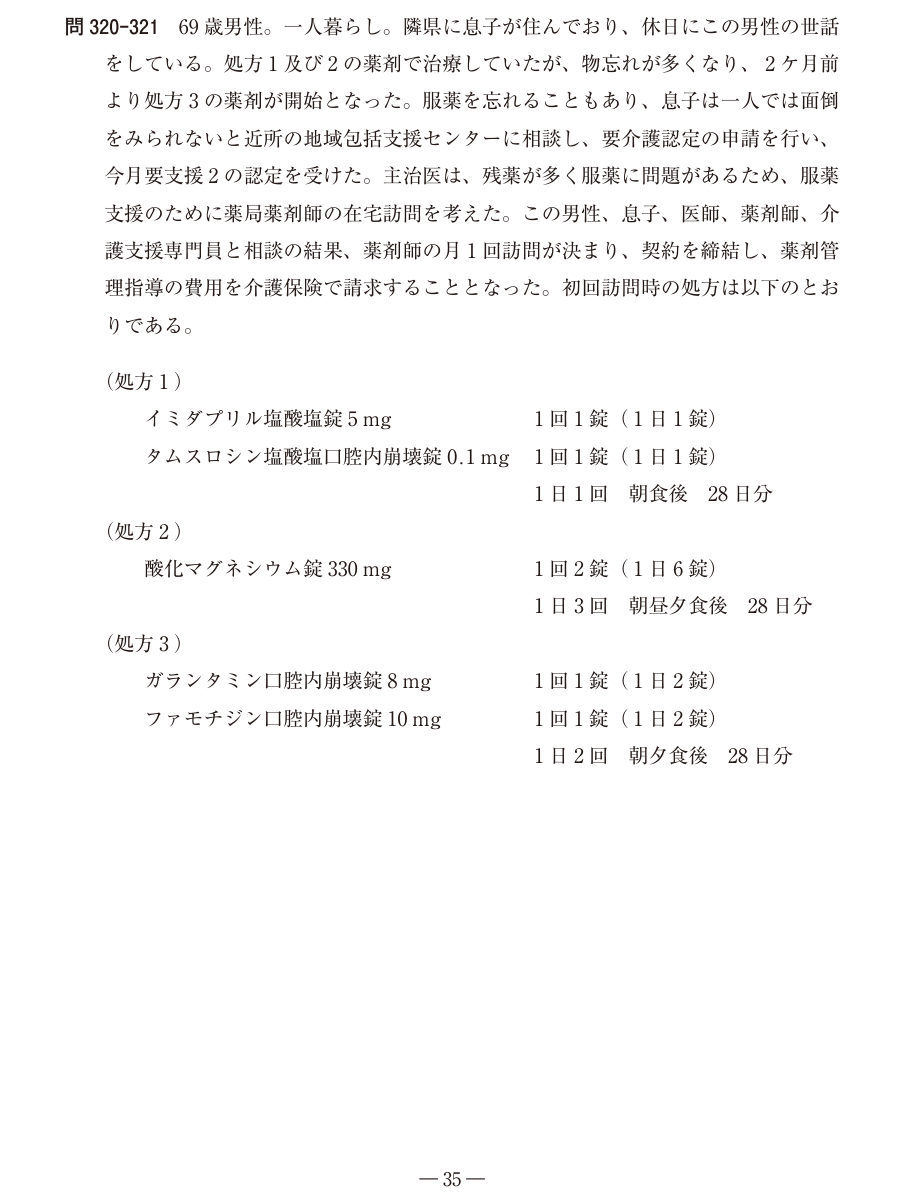 問 320-321　69 歳男性。一人暮らし。隣県に息子が住んでおり、休日にこの男性の世話
をしている。処方１及び２の薬剤で治療していたが、物忘れが多くなり、２ケ月前
より処方３の薬剤が開始となった。服薬を忘れることもあり、息子は一人では面倒
をみられないと近所の地域包括支援センターに相談し、要介護認定の申請を行い、
今月要支援２の認定を受けた。主治医は、残薬が多く服薬に問題があるため、服薬
支援のために薬局薬剤師の在宅訪問を考えた。この男性、息子、医師、薬剤師、介
護支援専門員と相談の結果、薬剤師の月１回訪問が決まり、契約を締結し、薬剤管
理指導の費用を介護保険で請求することとなった。初回訪問時の処方は以下のとお
りである。
（処方１）
イミダプリル塩酸塩錠 5 mg　１回１錠（１日１錠）
タムスロシン塩酸塩口腔内崩壊錠 0.1 mg　１回１錠（１日１錠）
１日１回　朝食後　28 日分
（処方２）
酸化マグネシウム錠 330 mg　１回２錠（１日６錠）
１日３回　朝昼夕食後　28 日分
（処方３）
ガランタミン口腔内崩壊錠 8 mg　１回１錠（１日２錠）
ファモチジン口腔内崩壊錠 10 mg　１回１錠（１日２錠）
１日２回　朝夕食後　28 日分
― 35 ―